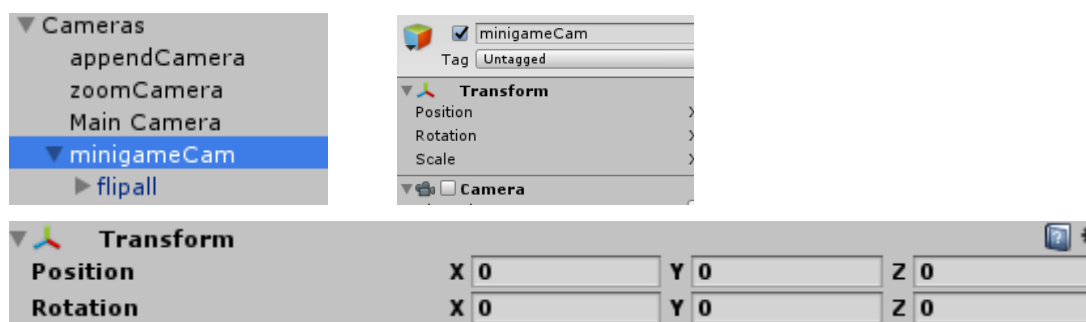 Cameras
appendCamera
zoomCamera
Main Camera
minigameCam
flipall
minigameCam
Tag Untagged
Transform
Position
Rotation
Scale
Camera
Transform
Position X 0 Y 0 Z 0
Rotation X 0 Y 0 Z 0